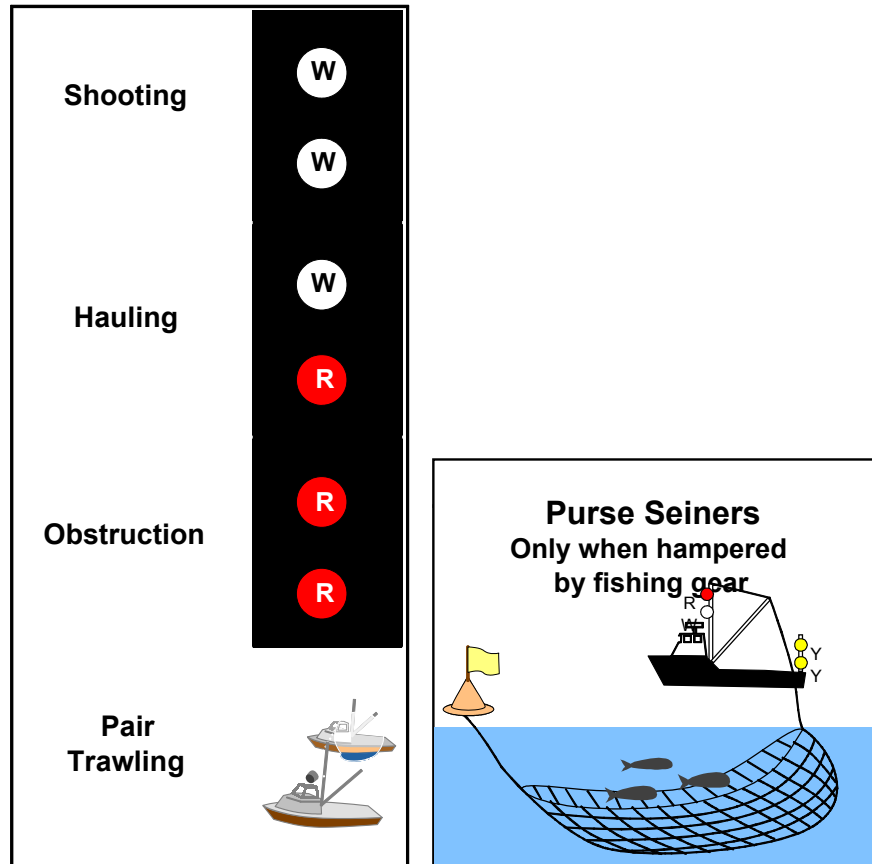 Shooting
W
W
Hauling
W
R
Obstruction
R
R
Pair
Trawling
Purse Seiners
Only when hampered
by fishing gear
R
W
Y
Y